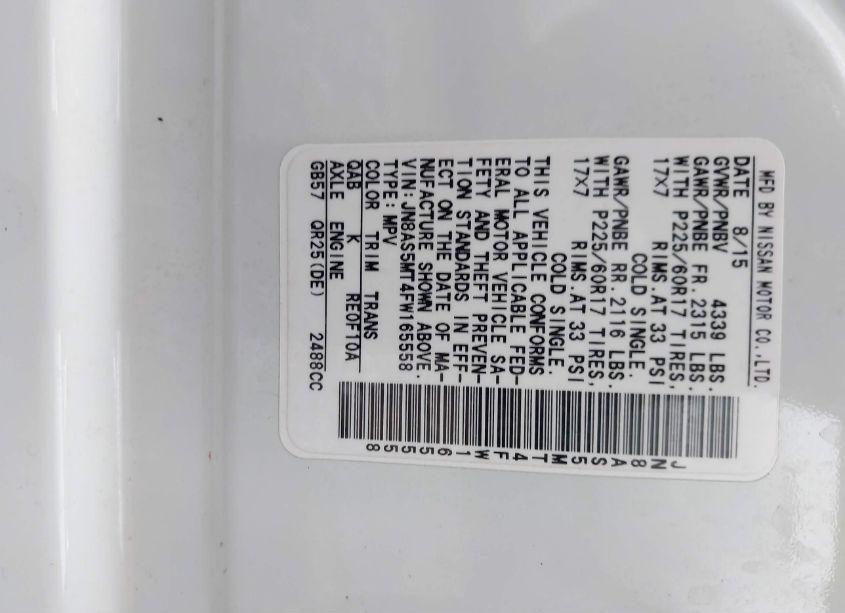 MFD BY NISSAN MOTOR CO.,LTD.
DATE 8/15
GVWR/PNBV 4339 LBS.
GAWR/PNBE FR.2315 LBS.
WITH P225/60R17 TIRES,
17X7 RIMS.AT 33 PSI
COLD SINGLE.
GAWR/PNBE RR.2116 LBS.
WITH P225/60R17 TIRES,
17X7 RIMS.AT 33 PSI
COLD SINGLE.
THIS VEHICLE CONFORMS
TO ALL APPLICABLE FED-
ERAL MOTOR VEHICLE SA-
FETY AND THEFT PREVEN-
TION STANDARDS IN EFF-
ECT ON THE DATE OF MA-
NUFACTURE SHOWN ABOVE.
VIN:JN8AS5MT4FW165558
TYPE:MPV
COLOR TRIM TRANS
QAB K RE0F10A
AXLE ENGINE
GB57 QR25(DE) 2488CC
JN8AS5MT4FW165558